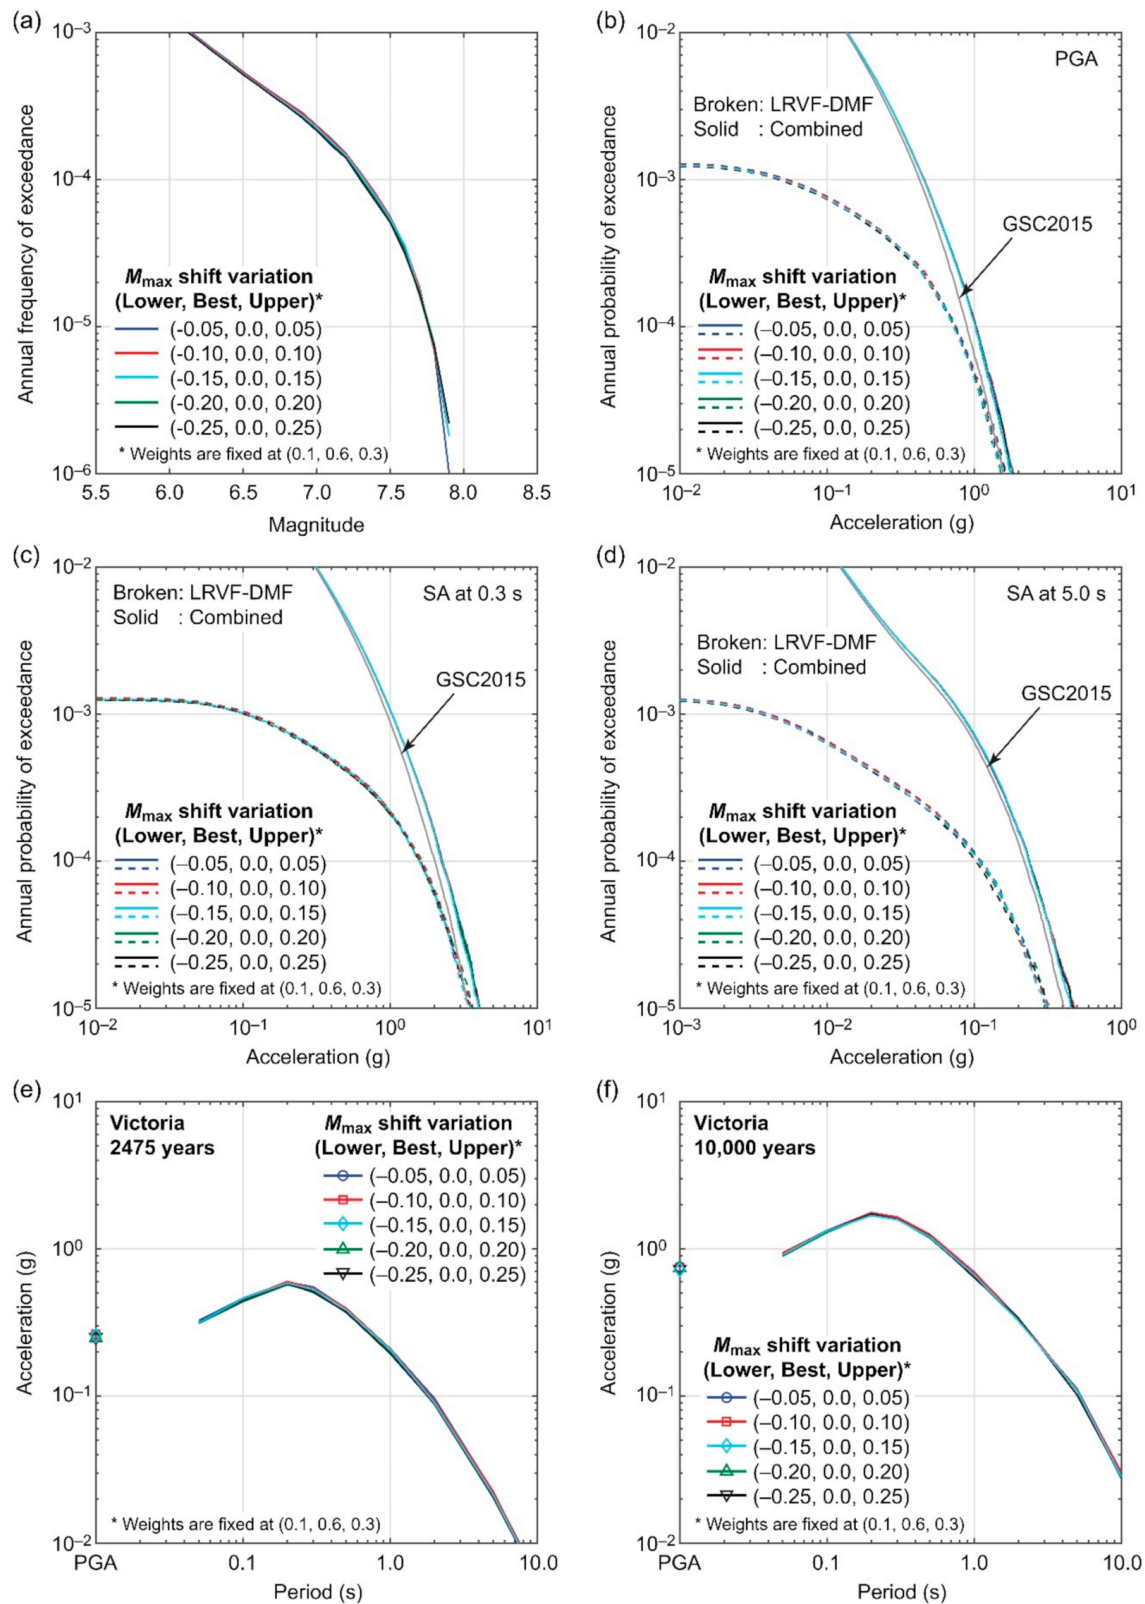 (a)
10⁻³
10⁻⁴
10⁻⁵
10⁻⁶
Annual frequency of exceedance
Mmax shift variation
(Lower, Best, Upper)*
(-0.05, 0.0, 0.05)
(-0.10, 0.0, 0.10)
(-0.15, 0.0, 0.15)
(-0.20, 0.0, 0.20)
(-0.25, 0.0, 0.25)
* Weights are fixed at (0.1, 0.6, 0.3)
5.5 6.0 6.5 7.0 7.5 8.0 8.5
Magnitude
(b)
10⁻²
10⁻³
10⁻⁴
10⁻⁵
Annual probability of exceedance
PGA
Broken: LRVF-DMF
Solid : Combined
GSC2015
Mmax shift variation
(Lower, Best, Upper)*
(–0.05, 0.0, 0.05)
(–0.10, 0.0, 0.10)
(–0.15, 0.0, 0.15)
(–0.20, 0.0, 0.20)
(–0.25, 0.0, 0.25)
* Weights are fixed at (0.1, 0.6, 0.3)
10⁻² 10⁻¹ 10⁰ 10¹
Acceleration (g)
(c)
10⁻²
10⁻³
10⁻⁴
10⁻⁵
Annual probability of exceedance
Broken: LRVF-DMF
Solid : Combined
SA at 0.3 s
GSC2015
Mmax shift variation
(Lower, Best, Upper)*
(–0.05, 0.0, 0.05)
(–0.10, 0.0, 0.10)
(–0.15, 0.0, 0.15)
(–0.20, 0.0, 0.20)
(–0.25, 0.0, 0.25)
* Weights are fixed at (0.1, 0.6, 0.3)
10⁻² 10⁻¹ 10⁰ 10¹
Acceleration (g)
(d)
10⁻²
10⁻³
10⁻⁴
10⁻⁵
Annual probability of exceedance
SA at 5.0 s
Broken: LRVF-DMF
Solid : Combined
GSC2015
Mmax shift variation
(Lower, Best, Upper)*
(–0.05, 0.0, 0.05)
(–0.10, 0.0, 0.10)
(–0.15, 0.0, 0.15)
(–0.20, 0.0, 0.20)
(–0.25, 0.0, 0.25)
* Weights are fixed at (0.1, 0.6, 0.3)
10⁻³ 10⁻² 10⁻¹ 10⁰
Acceleration (g)
(e)
10¹
10⁰
10⁻¹
10⁻²
Acceleration (g)
Victoria
2475 years
Mmax shift variation
(Lower, Best, Upper)*
(–0.05, 0.0, 0.05)
(–0.10, 0.0, 0.10)
(–0.15, 0.0, 0.15)
(–0.20, 0.0, 0.20)
(–0.25, 0.0, 0.25)
* Weights are fixed at (0.1, 0.6, 0.3)
PGA 0.1 1.0 10.0
Period (s)
(f)
10¹
10⁰
10⁻¹
10⁻²
Acceleration (g)
Victoria
10,000 years
Mmax shift variation
(Lower, Best, Upper)*
(–0.05, 0.0, 0.05)
(–0.10, 0.0, 0.10)
(–0.15, 0.0, 0.15)
(–0.20, 0.0, 0.20)
(–0.25, 0.0, 0.25)
* Weights are fixed at (0.1, 0.6, 0.3)
PGA 0.1 1.0 10.0
Period (s)